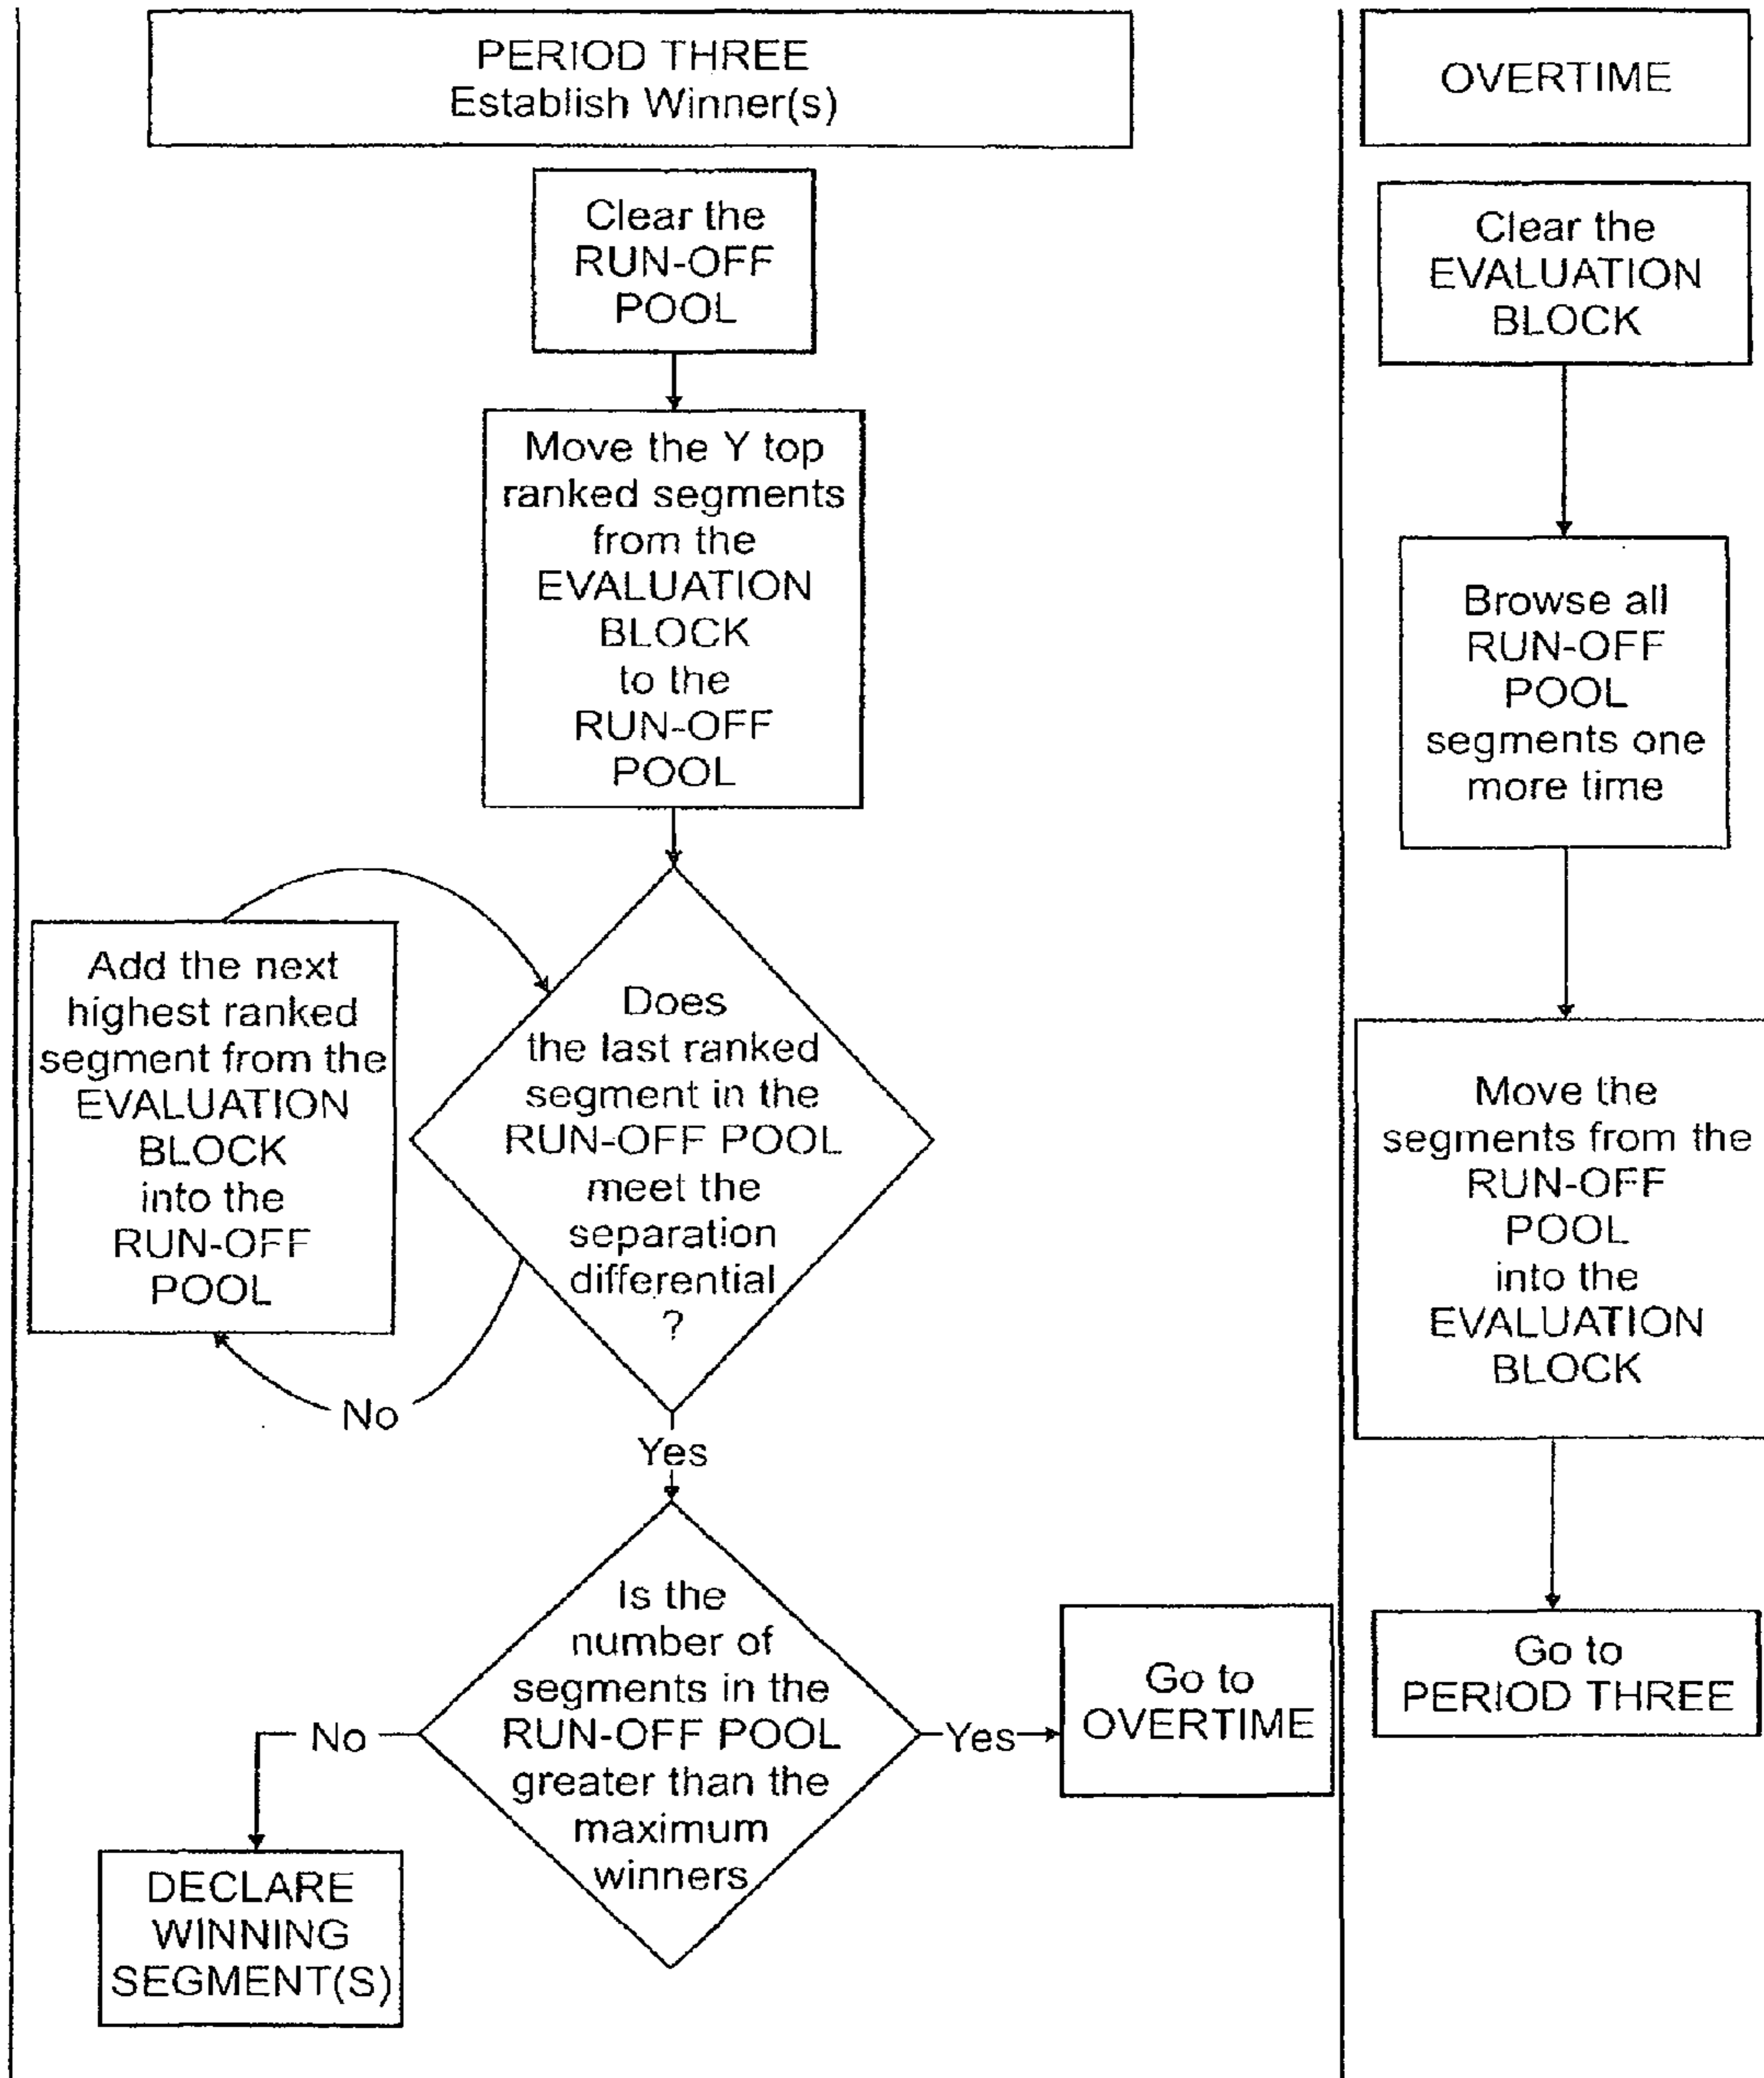 PERIOD THREE
Establish Winner(s)
Clear the
RUN-OFF
POOL
Move the Y top
ranked segments
from the
EVALUATION
BLOCK
to the
RUN-OFF
POOL
Add the next
highest ranked
segment from the
EVALUATION
BLOCK
into the
RUN-OFF
POOL
Does
the last ranked
segment in the
RUN-OFF POOL
meet the
separation
differential
?
No
Yes
Is the
number of
segments in the
RUN-OFF POOL
greater than the
maximum
winners
No
Yes
Go to
OVERTIME
DECLARE
WINNING
SEGMENT(S)
OVERTIME
Clear the
EVALUATION
BLOCK
Browse all
RUN-OFF
POOL
segments one
more time
Move the
segments from the
RUN-OFF
POOL
into the
EVALUATION
BLOCK
Go to
PERIOD THREE